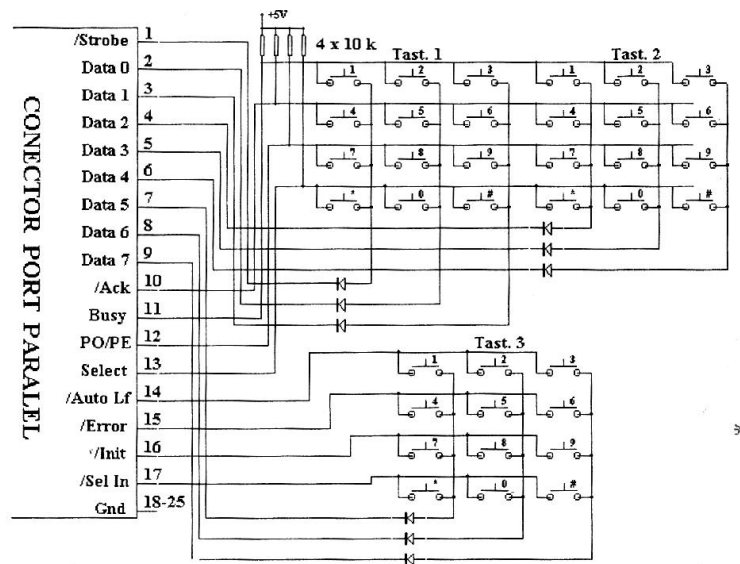 +5V
4 x 10 k
Tast. 1
Tast. 2
CONECTOR PORT PARALEL
/Strobe 1
Data 0 2
Data 1 3
Data 2 4
Data 3 5
Data 4 6
Data 5 7
Data 6 8
Data 7 9
/Ack 10
Busy 11
PO/PE 12
Select 13
/Auto Lf 14
/Error 15
/Init 16
/Sel In 17
Gnd 18-25
1 2 3 1 2 3
4 5 6 4 5 6
7 8 9 7 8 9
* 0 # * 0 #
Tast. 3
1 2 3
4 5 6
7 8 9
* 0 #